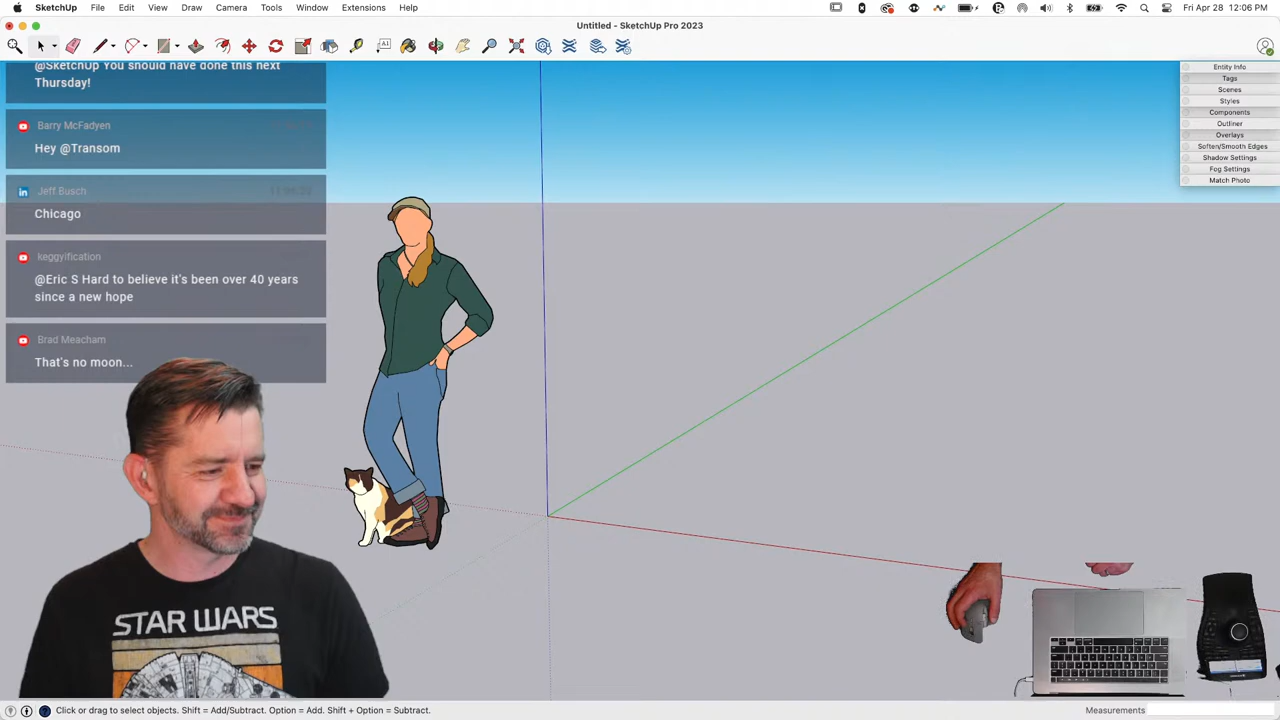 SketchUp File Edit View Draw Camera Tools Window Extensions Help Fri Apr 28 12:06 PM
Untitled - SketchUp Pro 2023
@SketchUp You should have done this next
Thursday!
Barry McFadyen
Hey @Transom
Jeff Busch
Chicago
keggyification
@Eric S Hard to believe it's been over 40 years
since a new hope
Brad Meacham
That's no moon...
STAR WARS
Entity Info
Tags
Scenes
Styles
Components
Outliner
Overlays
Soften/Smooth Edges
Shadow Settings
Fog Settings
Match Photo
Click or drag to select objects. Shift = Add/Subtract. Option = Add. Shift + Option = Subtract.
Measurements